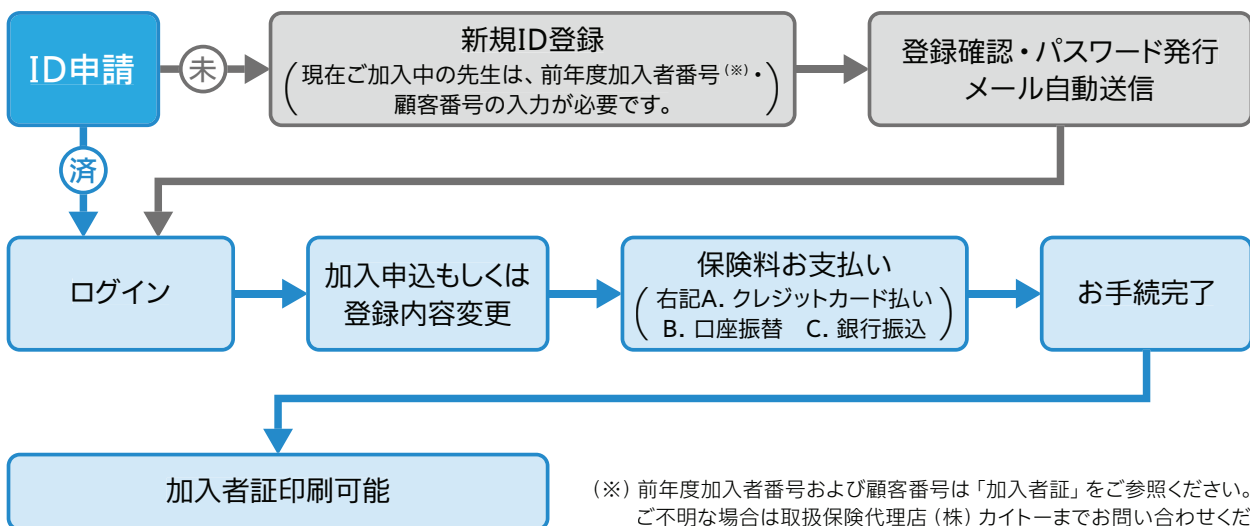 ID申請
未
新規ID登録
(現在ご加入中の先生は、前年度加入者番号(※)・
顧客番号の入力が必要です。)
登録確認・パスワード発行
メール自動送信
済
ログイン
加入申込もしくは
登録内容変更
保険料お支払い
(右記A. クレジットカード払い
B. 口座振替 C. 銀行振込)
お手続完了
加入者証印刷可能
(※) 前年度加入者番号および顧客番号は「加入者証」をご参照ください。
ご不明な場合は取扱保険代理店(株)カイトーまでお問い合わせくだ